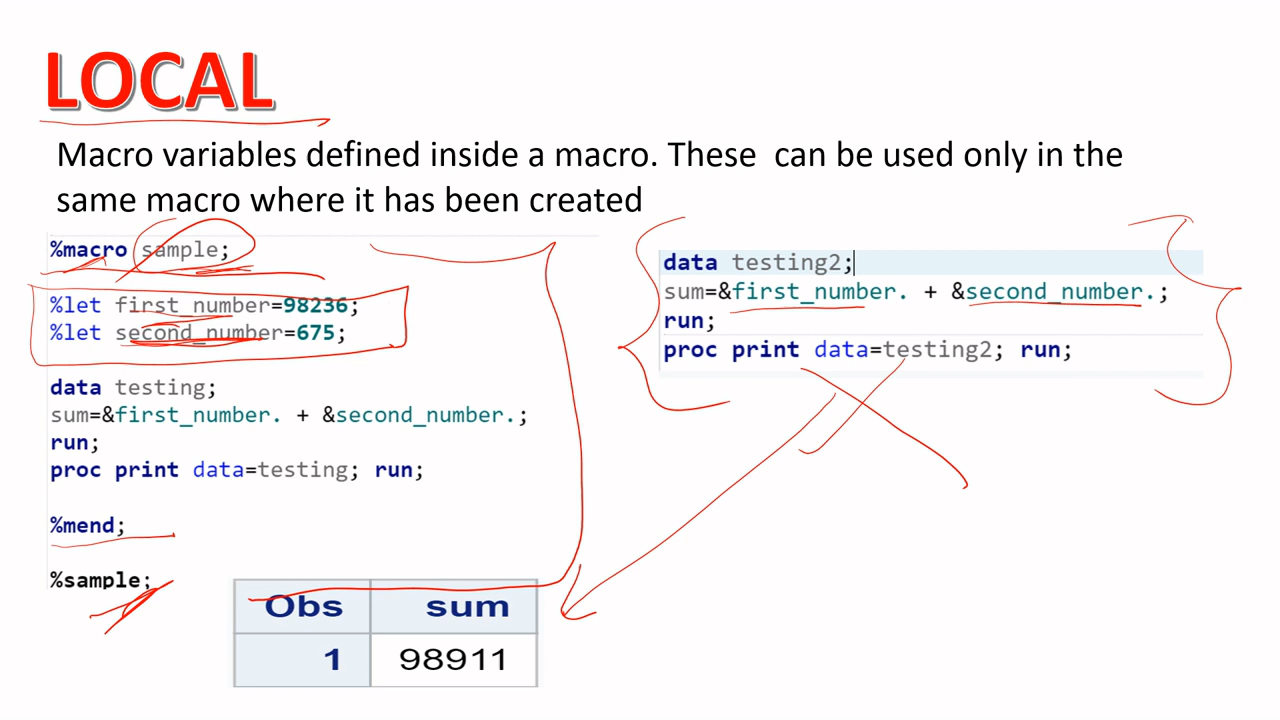 LOCAL
Macro variables defined inside a macro. These  can be used only in the
same macro where it has been created
%macro sample;
%let first_number=98236;
%let second_number=675;
data testing;
sum=&first_number. + &second_number.;
run;
proc print data=testing; run;
%mend;
%sample;
Obs sum
1 98911
data testing2;
sum=&first_number. + &second_number.;
run;
proc print data=testing2; run;